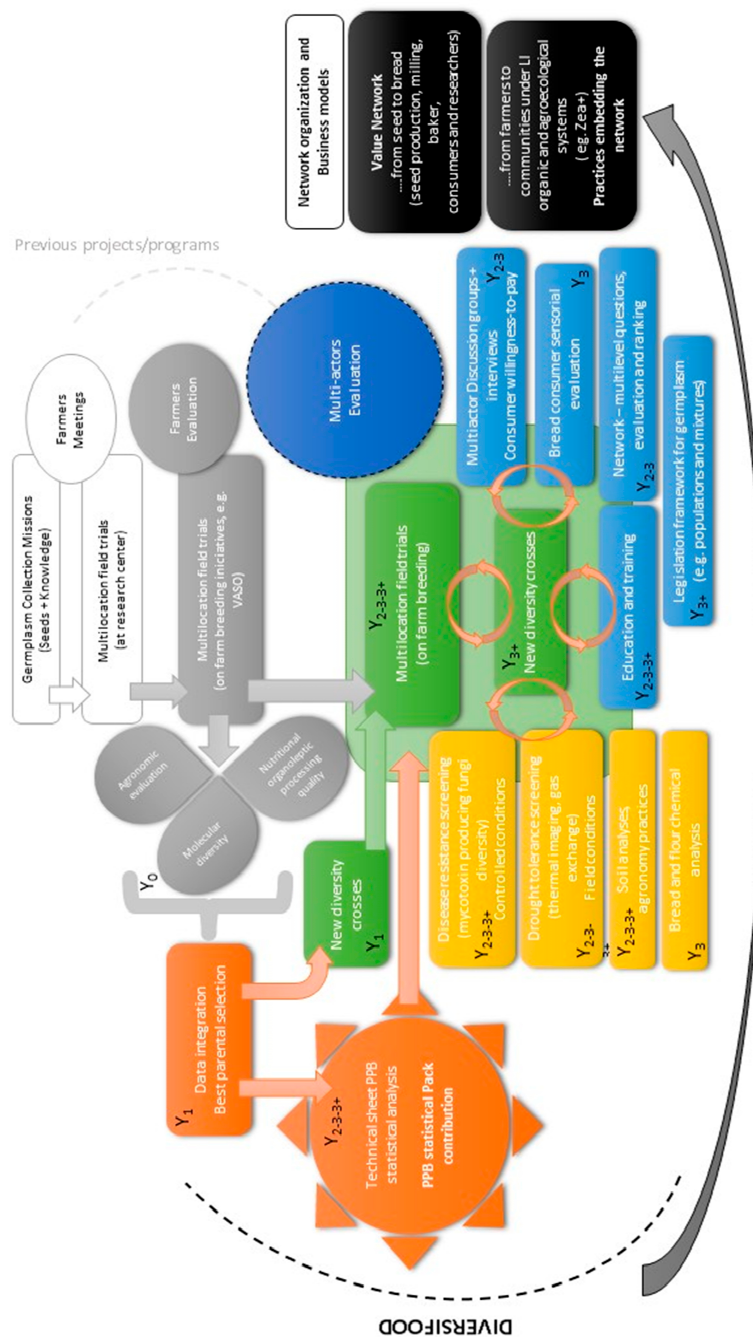 Previous projects/programs
Germplasm Collection Missions
(Seeds + Knowledge)
Farmers
Meetings
Multilocation field trials
(at research center)
Multilocation field trials
(on farm breeding initiatives, e.g.
VASO)
Farmers
Evaluation
Agronomic
evaluation
Molecular
diversity
Nutritional
organoleptic
processing
quality
Y0
Y1
Data integration
Best parental selection
New diversity
crosses
Y1
Y2-3-3+
Technical sheet PPB
statistical analysis
PPB statistical Pack
contribution
Y2-3-3+
Multilocation field trials
(on farm breeding)
Multi-actors
Evaluation
Y3+
New diversity crosses
Disease resistance screening
(mycotoxin producing fungi
diversity)
Controlled conditions
Y2-3-3+
Drought tolerance screening
(thermal imaging, gas
exchange)
Field conditions
Y2-3-
3+
Soil analyses,
agronomy practices
Y2-3-3+
Bread and flour chemical
analysis
Y3
Education and training
Y2-3-3+
Multiactor Discussion groups +
interviews
Consumer willingness-to-pay
Y2-3
Bread consumer sensorial
evaluation
Y3
Network – multilevel questions,
evaluation and ranking
Y2-3
Legislation framework for germplasm
(e.g. populations and mixtures)
Y3+
Network organization and
Business models
Value Network
....from seed to bread
(seed production, milling,
baker,
consumers and researchers)
....from farmers to
communities under LI
organic and agroecological
systems
( eg. Zea+)
Practices embedding the
network
DIVERSIFOOD